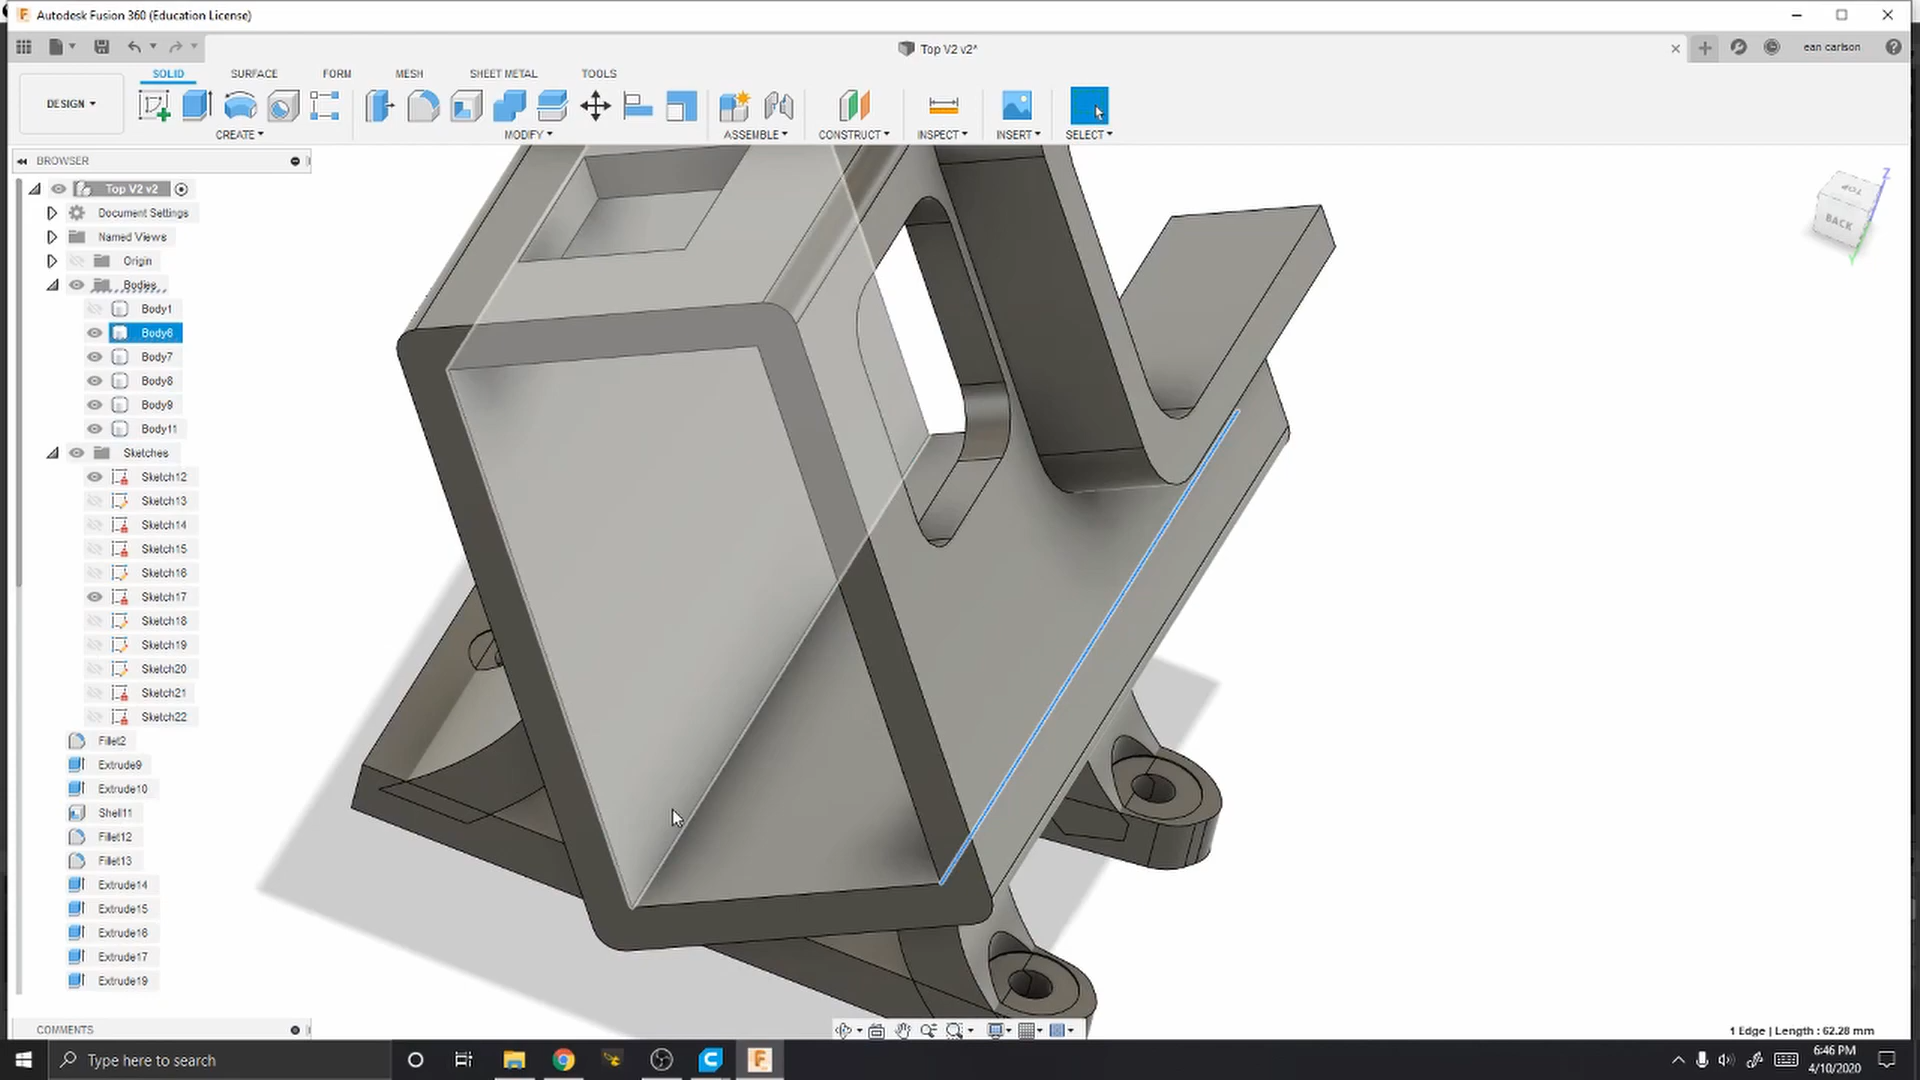 Autodesk Fusion 360 (Education License)
Top V2 v2*
ean carlson
SOLID
SURFACE
FORM
MESH
SHEET METAL
TOOLS
DESIGN
CREATE
MODIFY
ASSEMBLE
CONSTRUCT
INSPECT
INSERT
SELECT
BROWSER
Top V2 v2
Document Settings
Named Views
Origin
Bodies
Body1
Body6
Body7
Body8
Body9
Body11
Sketches
Sketch12
Sketch13
Sketch14
Sketch15
Sketch16
Sketch17
Sketch18
Sketch19
Sketch20
Sketch21
Sketch22
Fillet2
Extrude9
Extrude10
Shell11
Fillet12
Fillet13
Extrude14
Extrude15
Extrude16
Extrude17
Extrude19
TOP
BACK
Z
Y
COMMENTS
1 Edge | Length : 62.28 mm
Type here to search
6:46 PM
4/10/2020